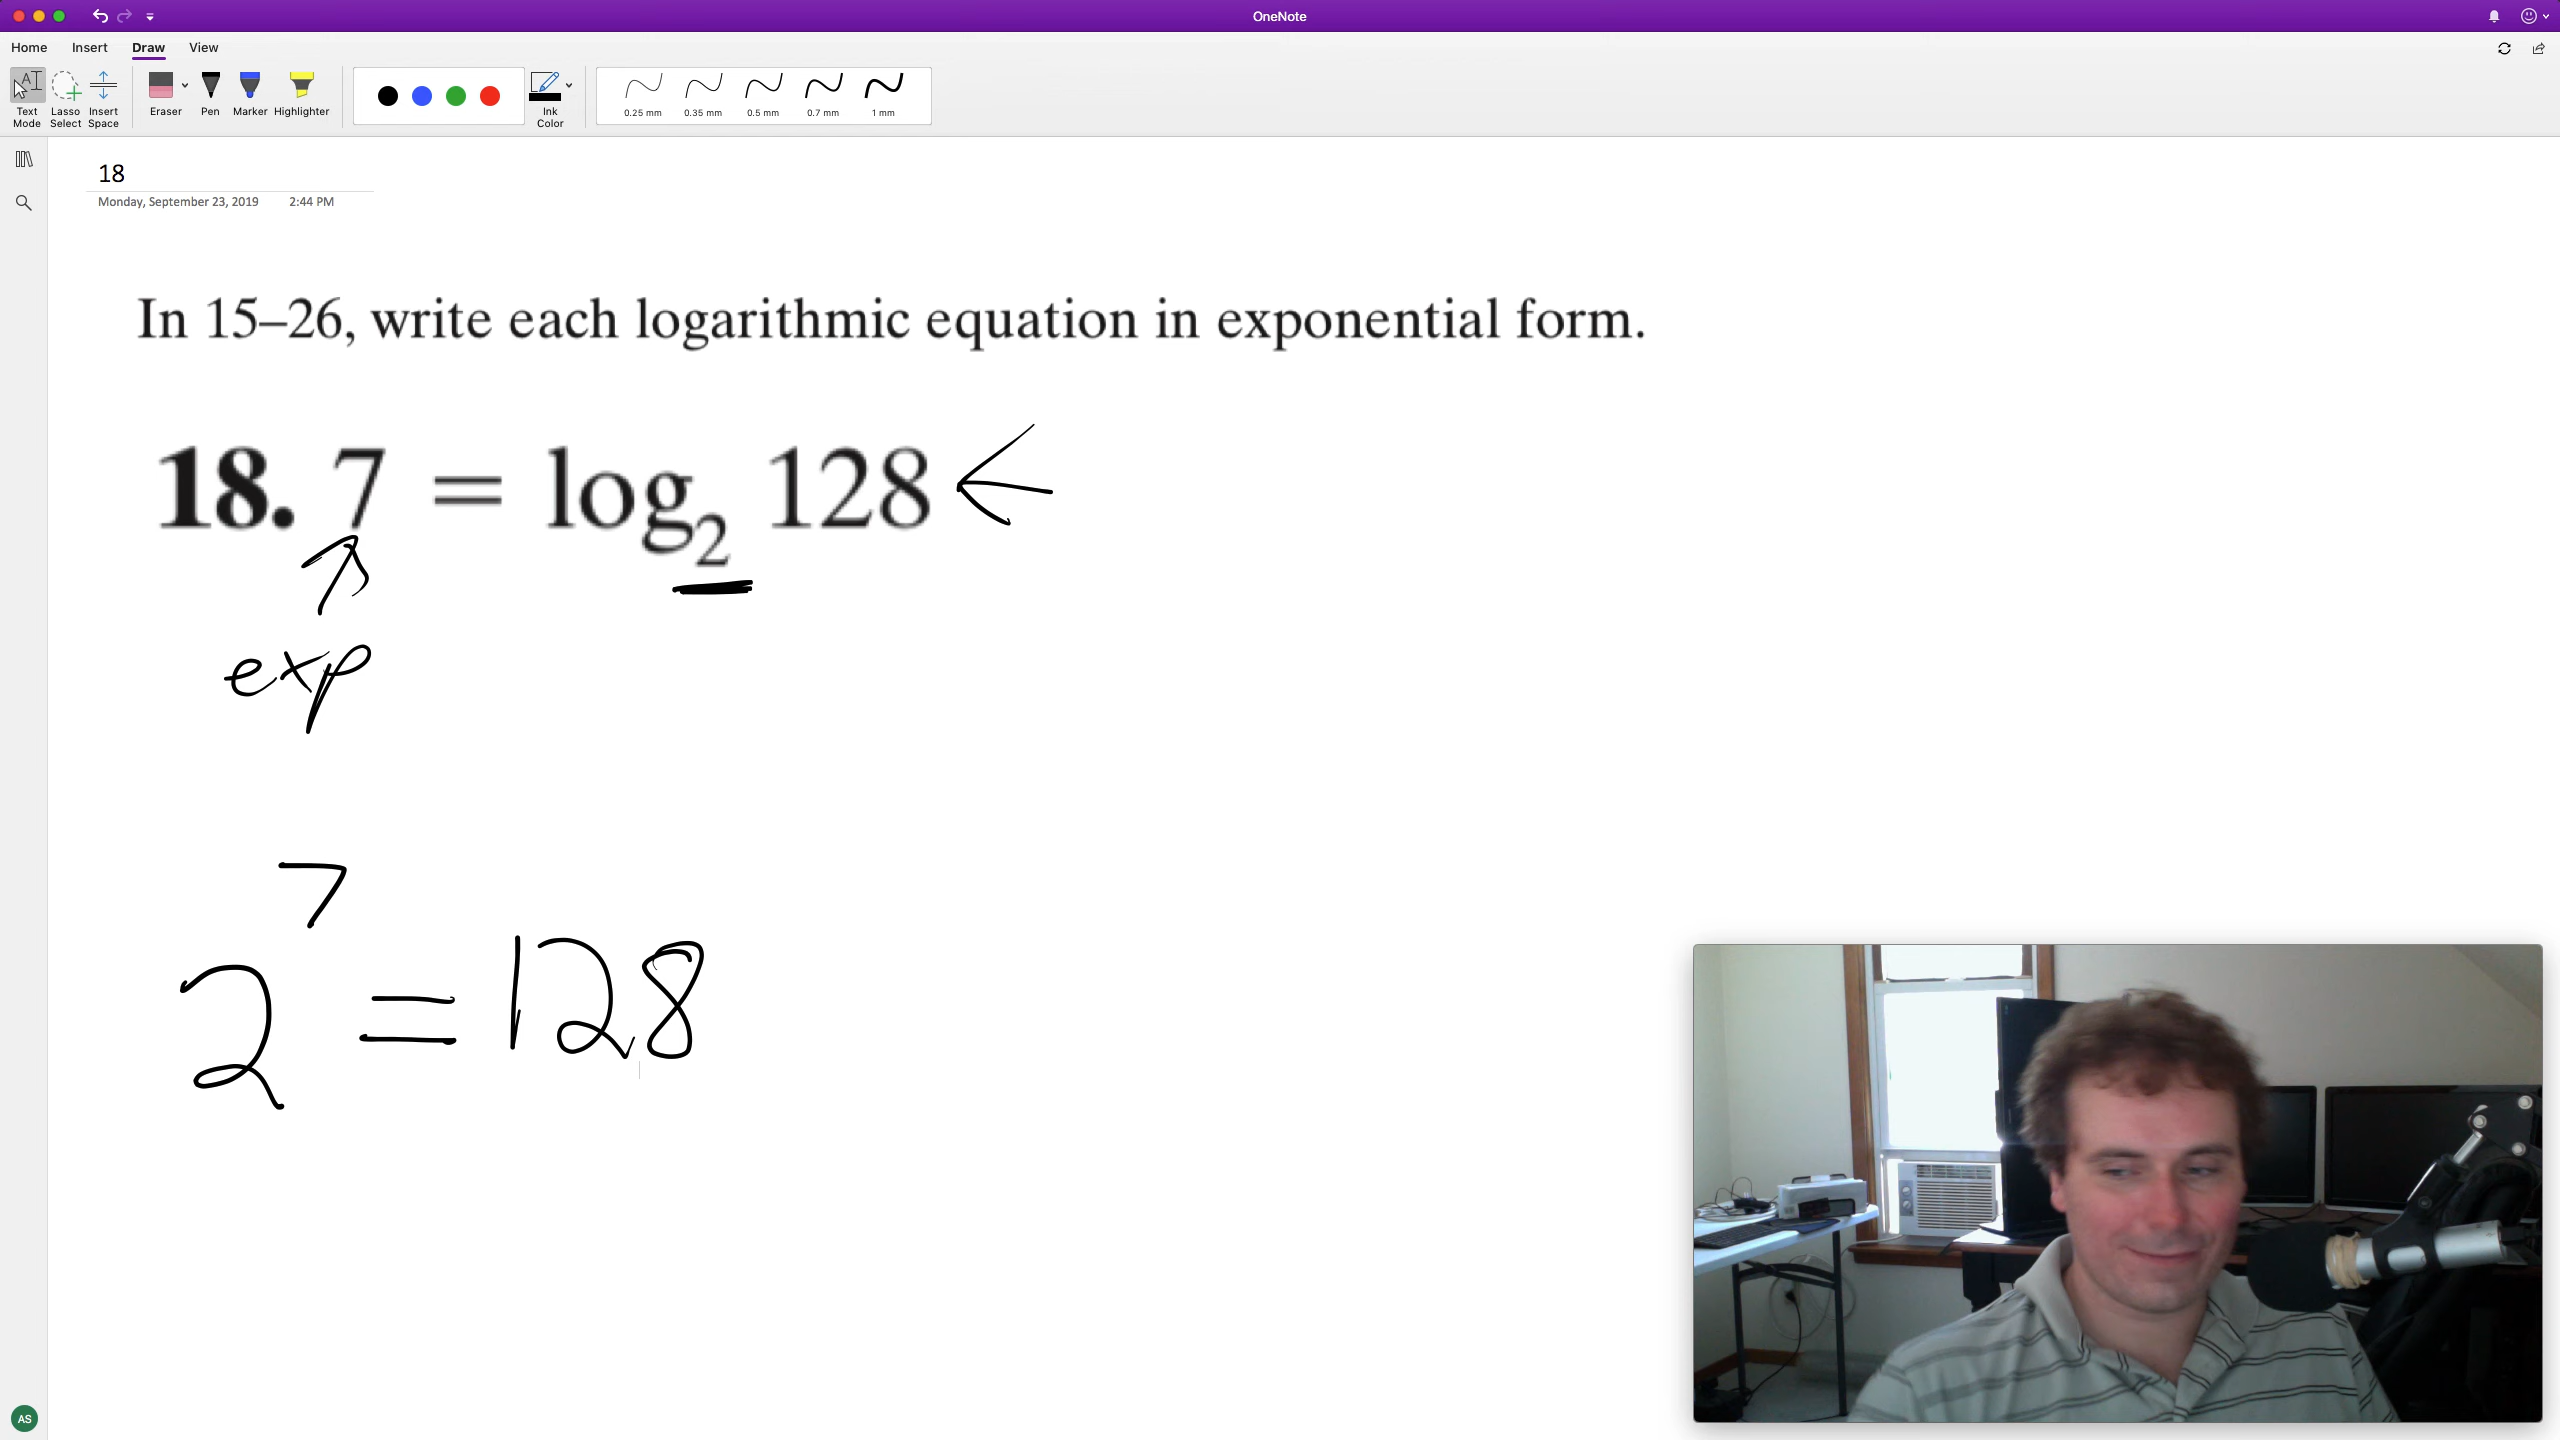 OneNote
Home Insert Draw View
Text Mode Lasso Select Insert Space Eraser Pen Marker Highlighter Ink Color 0.25 mm 0.35 mm 0.5 mm 0.7 mm 1 mm
18
Monday, September 23, 2019 2:44 PM
In 15–26, write each logarithmic equation in exponential form.
18. 7 = log₂ 128 ←
exp
2⁷ = 128
AS